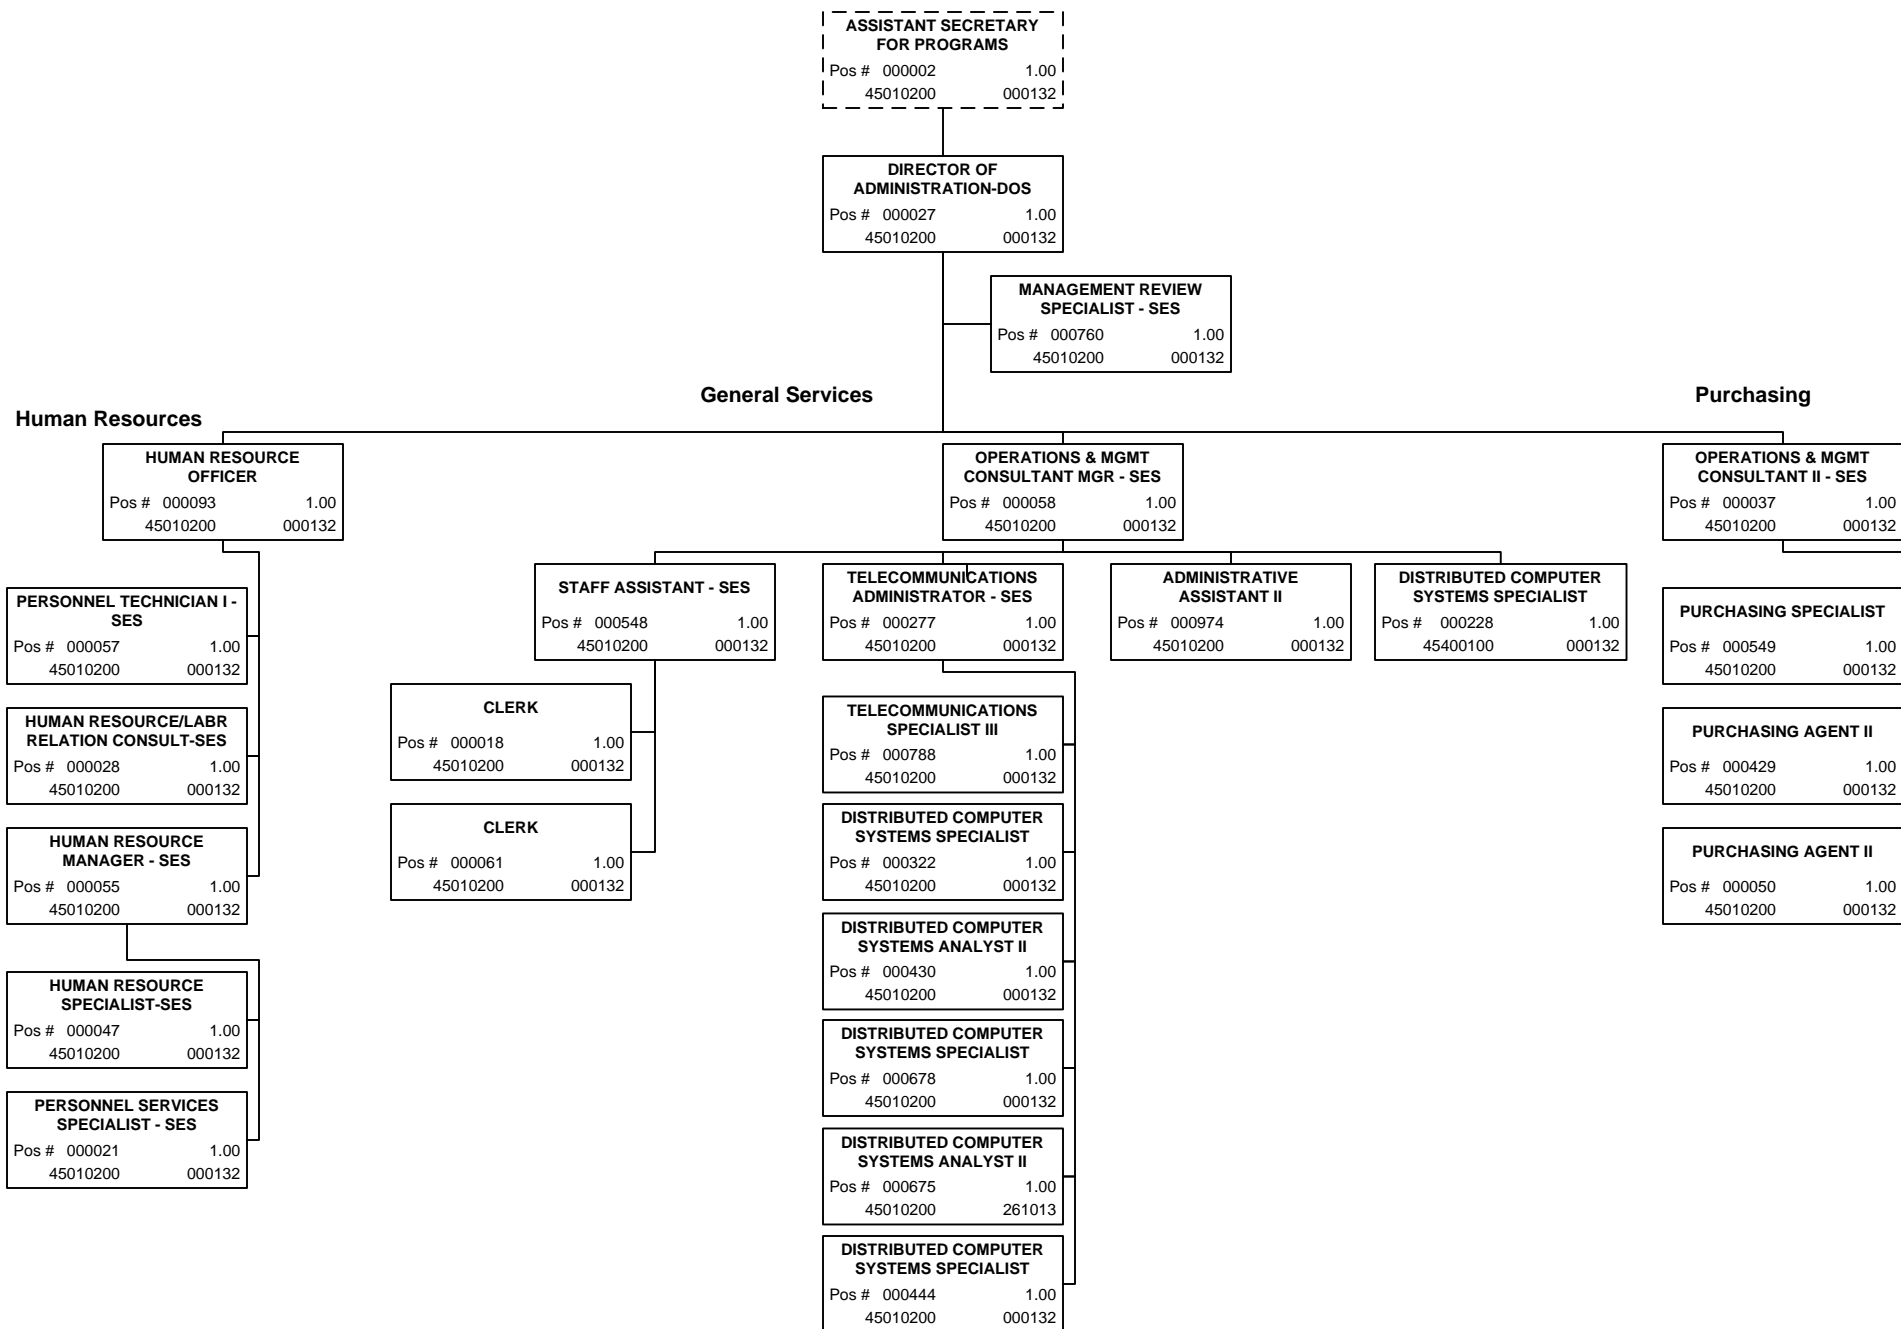 ASSISTANT SECRETARY
FOR PROGRAMS
Pos # 000002 1.00
45010200 000132
DIRECTOR OF
ADMINISTRATION-DOS
Pos # 000027 1.00
45010200 000132
MANAGEMENT REVIEW
SPECIALIST - SES
Pos # 000760 1.00
45010200 000132
Human Resources
General Services
Purchasing
HUMAN RESOURCE
OFFICER
Pos # 000093 1.00
45010200 000132
PERSONNEL TECHNICIAN I -
SES
Pos # 000057 1.00
45010200 000132
HUMAN RESOURCE/LABR
RELATION CONSULT-SES
Pos # 000028 1.00
45010200 000132
HUMAN RESOURCE
MANAGER - SES
Pos # 000055 1.00
45010200 000132
HUMAN RESOURCE
SPECIALIST-SES
Pos # 000047 1.00
45010200 000132
PERSONNEL SERVICES
SPECIALIST - SES
Pos # 000021 1.00
45010200 000132
OPERATIONS & MGMT
CONSULTANT MGR - SES
Pos # 000058 1.00
45010200 000132
STAFF ASSISTANT - SES
Pos # 000548 1.00
45010200 000132
CLERK
Pos # 000018 1.00
45010200 000132
CLERK
Pos # 000061 1.00
45010200 000132
TELECOMMUNICATIONS
ADMINISTRATOR - SES
Pos # 000277 1.00
45010200 000132
TELECOMMUNICATIONS
SPECIALIST III
Pos # 000788 1.00
45010200 000132
DISTRIBUTED COMPUTER
SYSTEMS SPECIALIST
Pos # 000322 1.00
45010200 000132
DISTRIBUTED COMPUTER
SYSTEMS ANALYST II
Pos # 000430 1.00
45010200 000132
DISTRIBUTED COMPUTER
SYSTEMS SPECIALIST
Pos # 000678 1.00
45010200 000132
DISTRIBUTED COMPUTER
SYSTEMS ANALYST II
Pos # 000675 1.00
45010200 261013
DISTRIBUTED COMPUTER
SYSTEMS SPECIALIST
Pos # 000444 1.00
45010200 000132
ADMINISTRATIVE
ASSISTANT II
Pos # 000974 1.00
45010200 000132
DISTRIBUTED COMPUTER
SYSTEMS SPECIALIST
Pos # 000228 1.00
45400100 000132
OPERATIONS & MGMT
CONSULTANT II - SES
Pos # 000037 1.00
45010200 000132
PURCHASING SPECIALIST
Pos # 000549 1.00
45010200 000132
PURCHASING AGENT II
Pos # 000429 1.00
45010200 000132
PURCHASING AGENT II
Pos # 000050 1.00
45010200 000132